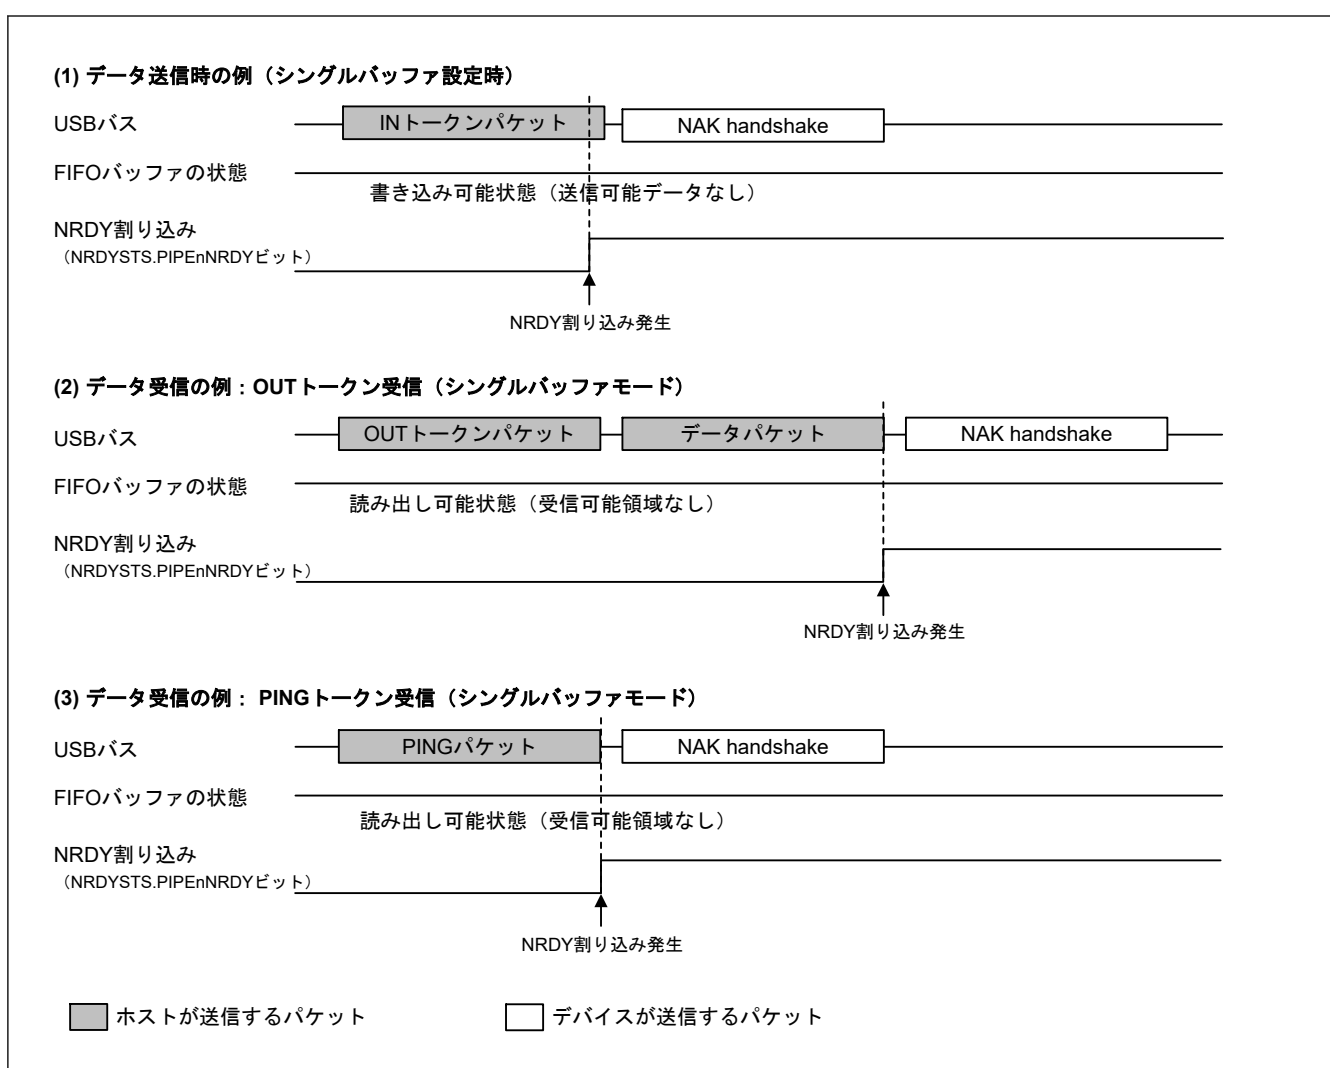 (1) データ送信時の例（シングルバッファ設定時）
USBバス
INトークンパケット
NAK handshake
FIFOバッファの状態
書き込み可能状態（送信可能データなし）
NRDY割り込み
（NRDYSTS.PIPEnNRDYビット）
NRDY割り込み発生
(2) データ受信の例：OUTトークン受信（シングルバッファモード）
USBバス
OUTトークンパケット
データパケット
NAK handshake
FIFOバッファの状態
読み出し可能状態（受信可能領域なし）
NRDY割り込み
（NRDYSTS.PIPEnNRDYビット）
NRDY割り込み発生
(3) データ受信の例： PINGトークン受信（シングルバッファモード）
USBバス
PINGパケット
NAK handshake
FIFOバッファの状態
読み出し可能状態（受信可能領域なし）
NRDY割り込み
（NRDYSTS.PIPEnNRDYビット）
NRDY割り込み発生
ホストが送信するパケット
デバイスが送信するパケット